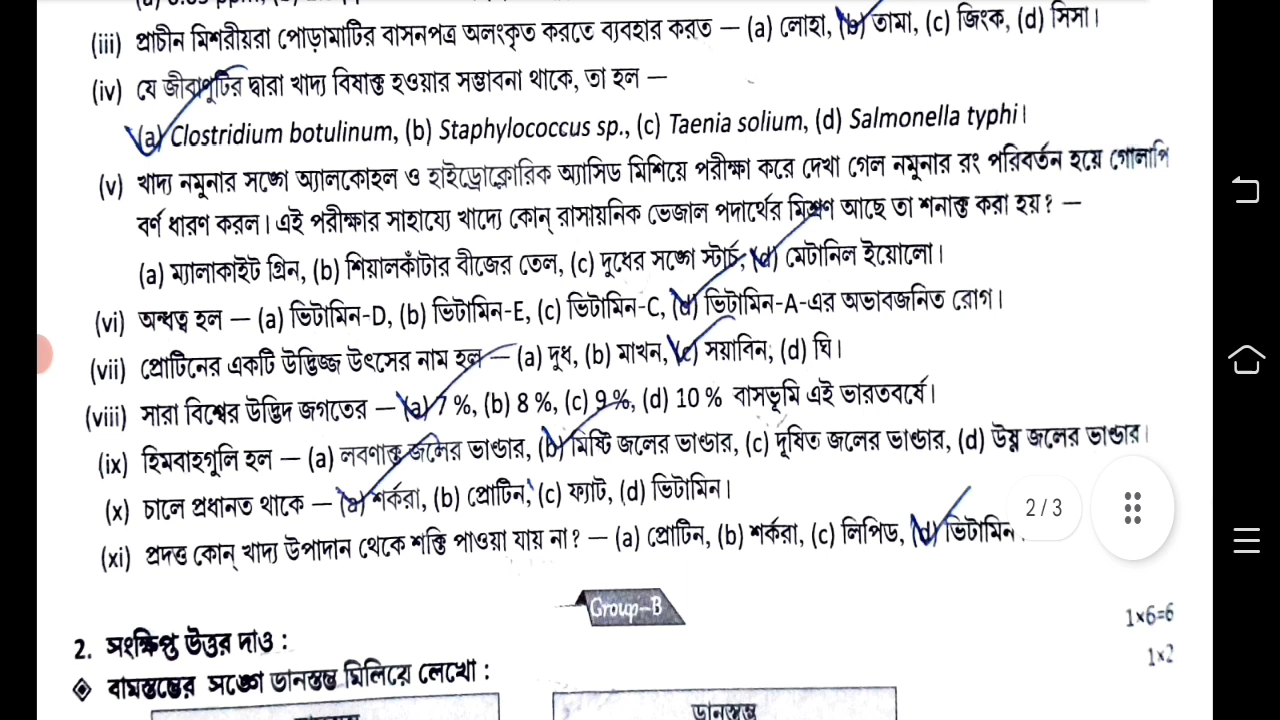 (iii) প্রাচীন মিশরীয়রা পোড়ামাটির বাসনপত্র অলংকৃত করতে ব্যবহার করত — (a) লোহা, (b) তামা, (c) জিংক, (d) সিসা।
(iv) যে জীবাণুটির দ্বারা খাদ্য বিষাক্ত হওয়ার সম্ভাবনা থাকে, তা হল —
(a) Clostridium botulinum, (b) Staphylococcus sp., (c) Taenia solium, (d) Salmonella typhi।
(v) খাদ্য নমুনার সঙ্গে অ্যালকোহল ও হাইড্রোক্লোরিক অ্যাসিড মিশিয়ে পরীক্ষা করে দেখা গেল নমুনার রং পরিবর্তন হয়ে গোলাপি
বর্ণ ধারণ করল। এই পরীক্ষার সাহায্যে খাদ্যে কোন্ রাসায়নিক ভেজাল পদার্থের মিশ্রণ আছে তা শনাক্ত করা হয়? —
(a) ম্যালাকাইট গ্রিন, (b) শিয়ালকাঁটার বীজের তেল, (c) দুধের সঙ্গে স্টার্চ, (d) মেটানিল ইয়োলো।
(vi) অন্ধত্ব হল — (a) ভিটামিন-D, (b) ভিটামিন-E, (c) ভিটামিন-C, (d) ভিটামিন-A-এর অভাবজনিত রোগ।
(vii) প্রোটিনের একটি উদ্ভিজ্জ উৎসের নাম হল — (a) দুধ, (b) মাখন, (c) সয়াবিন, (d) ঘি।
(viii) সারা বিশ্বের উদ্ভিদ জগতের — (a) 7 %, (b) 8 %, (c) 9 %, (d) 10 % বাসভূমি এই ভারতবর্ষে।
(ix) হিমবাহগুলি হল — (a) লবণাক্ত জলের ভাণ্ডার, (b) মিষ্টি জলের ভাণ্ডার, (c) দূষিত জলের ভাণ্ডার, (d) উষ্ণ জলের ভাণ্ডার।
(x) চালে প্রধানত থাকে — (a) শর্করা, (b) প্রোটিন, (c) ফ্যাট, (d) ভিটামিন।
2 / 3
(xi) প্রদত্ত কোন্ খাদ্য উপাদান থেকে শক্তি পাওয়া যায় না? — (a) প্রোটিন, (b) শর্করা, (c) লিপিড, (d) ভিটামিন
Group-B
2. সংক্ষিপ্ত উত্তর দাও : 1×6=6
বামস্তম্ভের সঙ্গে ডানস্তম্ভ মিলিয়ে লেখো : 1×2
ডানস্তম্ভ